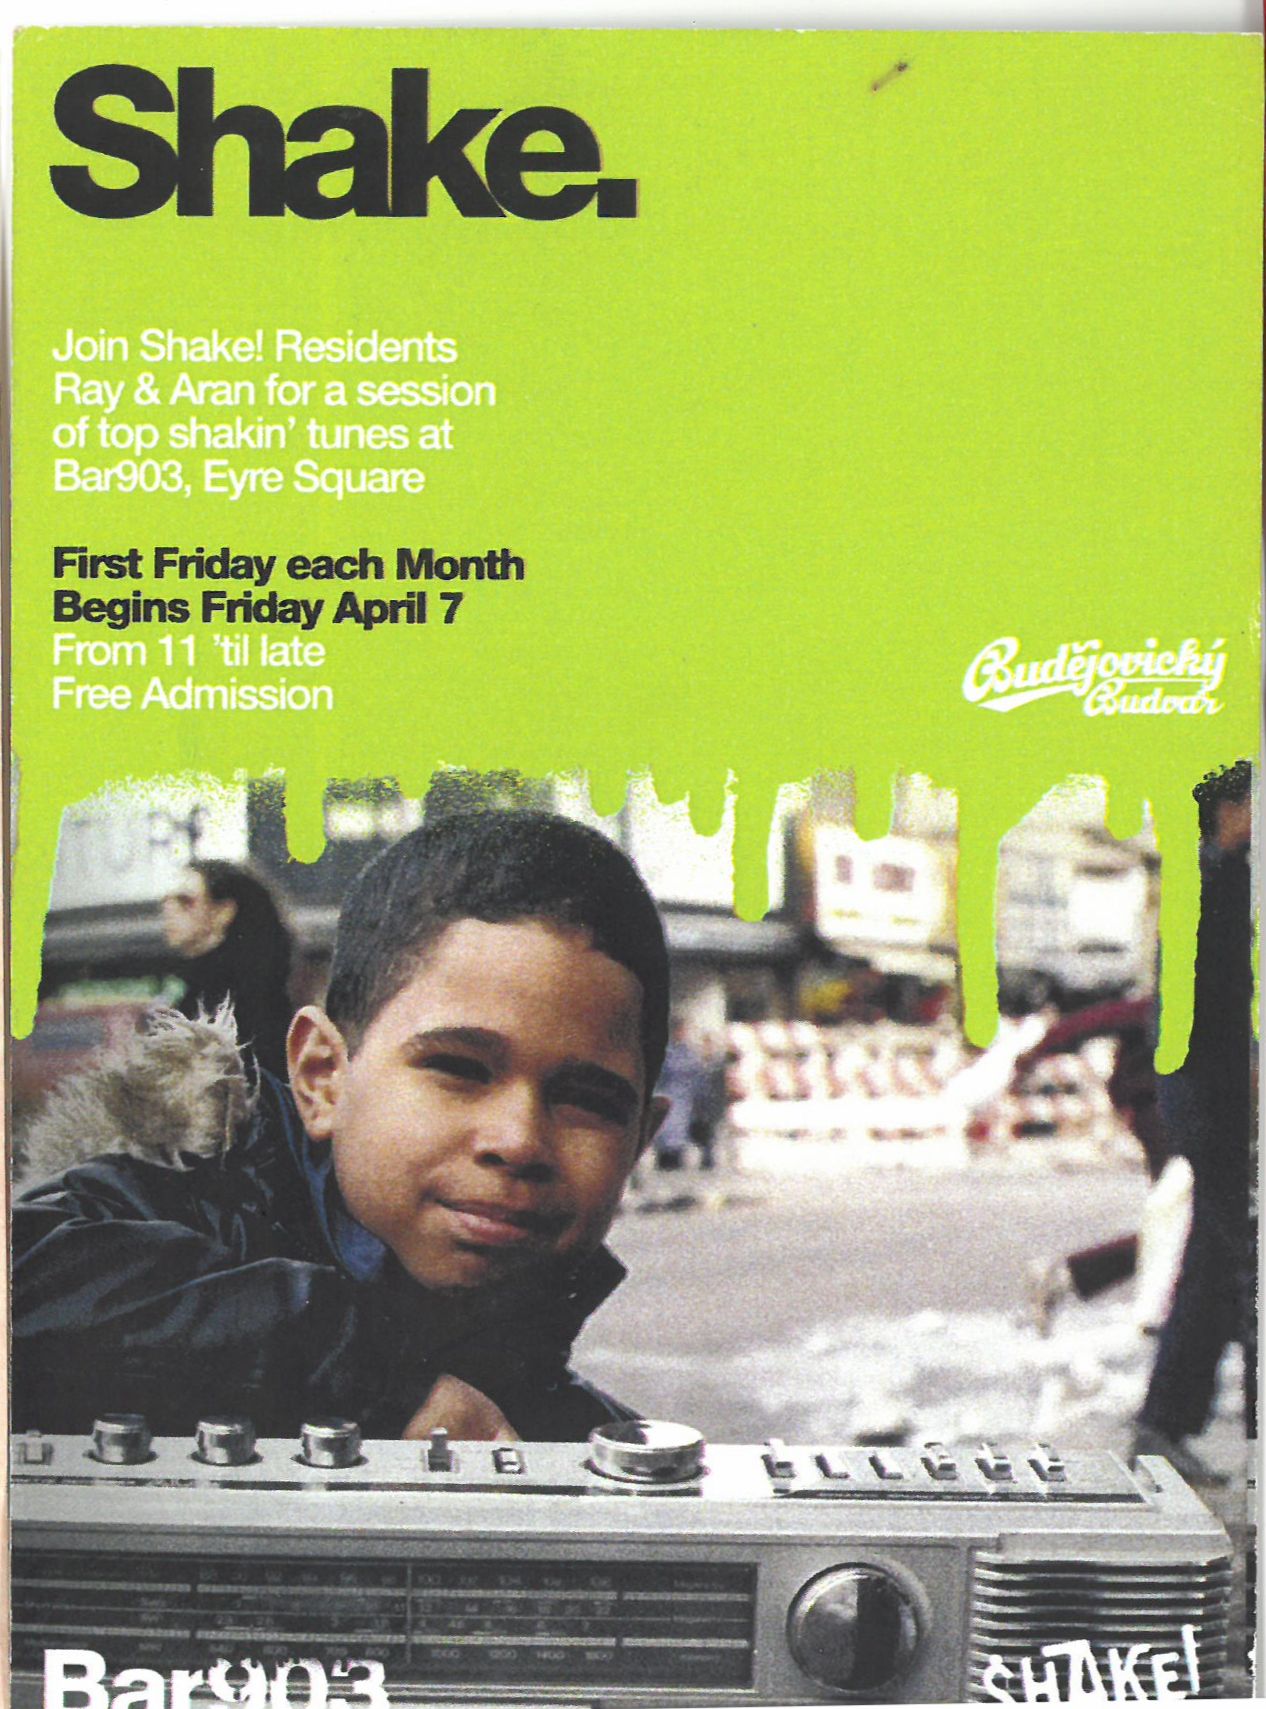 Shake.
Join Shake! Residents
Ray & Aran for a session
of top shakin' tunes at
Bar903, Eyre Square
First Friday each Month
Begins Friday April 7
From 11 'til late
Free Admission
Budějovický
Budvar
Bar903
SHAKE!